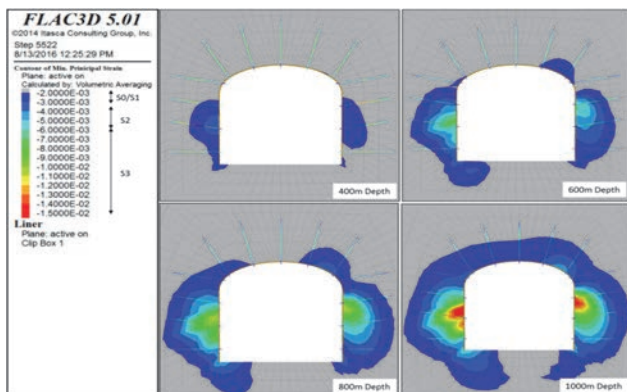 FLAC3D 5.01
©2014 Itasca Consulting Group, Inc.
Step 5522
8/13/2016 12:25:29 PM
Contour of Min. Prinipiral Strain
Plane: active on
Calculated by: Volumetric Averaging
-2.0000E-03
-3.0000E-03
-4.0000E-03
-5.0000E-03
-6.0000E-03
-7.0000E-03
-8.0000E-03
-9.0000E-03
-1.0000E-02
-1.1000E-02
-1.2000E-02
-1.3000E-02
-1.4000E-02
-1.5000E-02
S0/S1
S2
S3
Liner
Plane: active on
Clip Box 1
400m Depth
600m Depth
800m Depth
1000m Depth